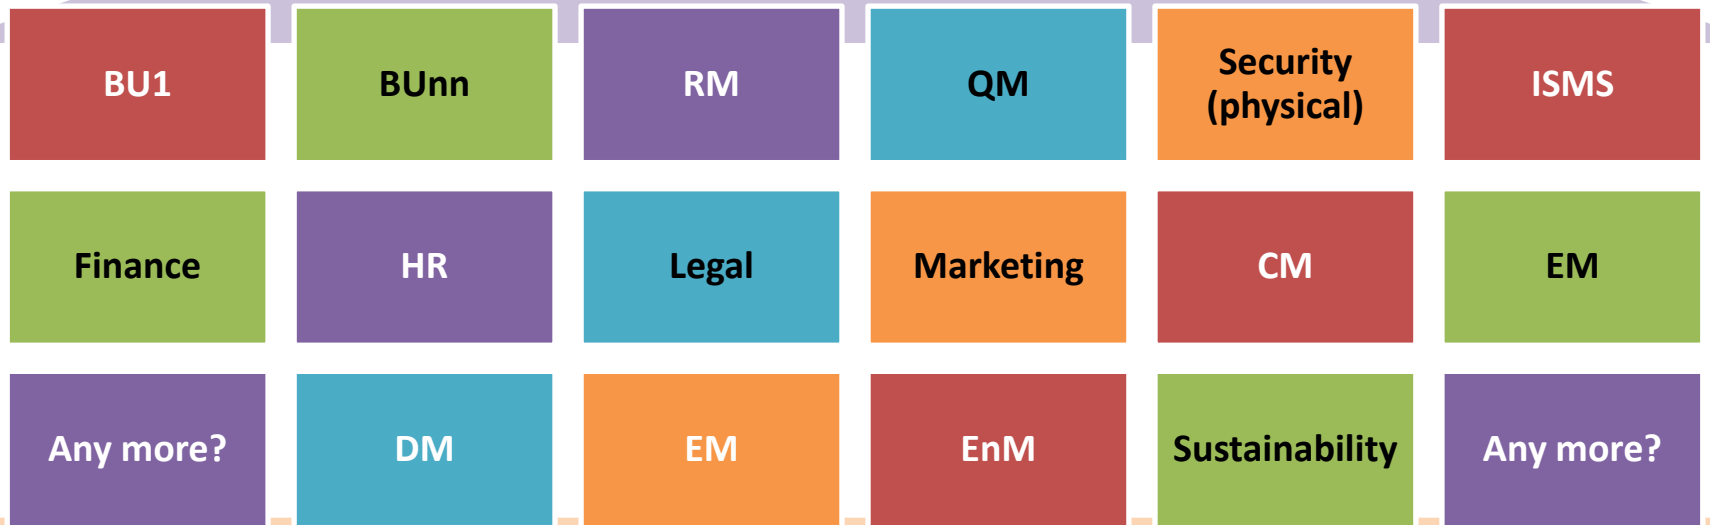 BU1
BUnn
RM
QM
Security
(physical)
ISMS
Finance
HR
Legal
Marketing
CM
EM
Any more?
DM
EM
EnM
Sustainability
Any more?